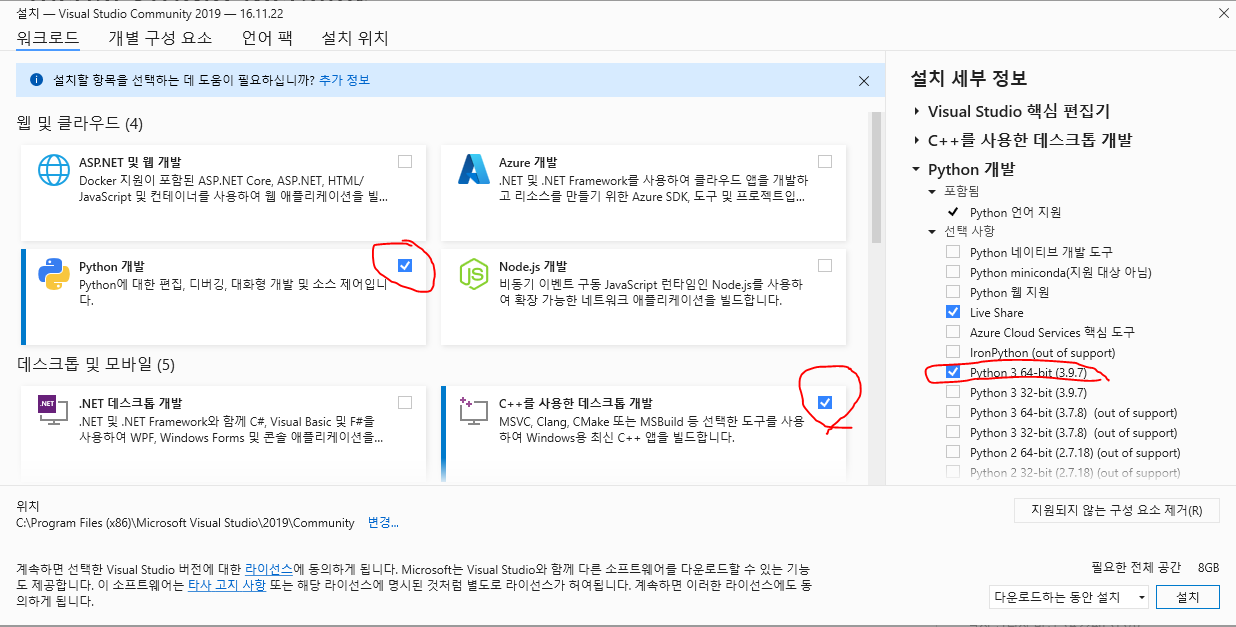 설치 — Visual Studio Community 2019 — 16.11.22
워크로드 개별 구성 요소 언어 팩 설치 위치
설치할 항목을 선택하는 데 도움이 필요하십니까? 추가 정보
웹 및 클라우드 (4)
ASP.NET 및 웹 개발
Docker 지원이 포함된 ASP.NET Core, ASP.NET, HTML/
JavaScript 및 컨테이너를 사용하여 웹 애플리케이션을 빌...
Azure 개발
.NET 및 .NET Framework를 사용하여 클라우드 앱을 개발하
고 리소스를 만들기 위한 Azure SDK, 도구 및 프로젝트입...
Python 개발
Python에 대한 편집, 디버깅, 대화형 개발 및 소스 제어입니
다.
Node.js 개발
비동기 이벤트 구동 JavaScript 런타임인 Node.js를 사용하
여 확장 가능한 네트워크 애플리케이션을 빌드합니다.
데스크톱 및 모바일 (5)
.NET
.NET 데스크톱 개발
.NET 및 .NET Framework와 함께 C#, Visual Basic 및 F#을
사용하여 WPF, Windows Forms 및 콘솔 애플리케이션을...
C++를 사용한 데스크톱 개발
MSVC, Clang, CMake 또는 MSBuild 등 선택한 도구를 사용
하여 Windows용 최신 C++ 앱을 빌드합니다.
설치 세부 정보
Visual Studio 핵심 편집기
C++를 사용한 데스크톱 개발
Python 개발
포함됨
Python 언어 지원
선택 사항
Python 네이티브 개발 도구
Python miniconda(지원 대상 아님)
Python 웹 지원
Live Share
Azure Cloud Services 핵심 도구
IronPython (out of support)
Python 3 64-bit (3.9.7)
Python 3 32-bit (3.9.7)
Python 3 64-bit (3.7.8) (out of support)
Python 3 32-bit (3.7.8) (out of support)
Python 2 64-bit (2.7.18) (out of support)
Python 2 32-bit (2.7.18) (out of support)
위치
C:\Program Files (x86)\Microsoft Visual Studio\2019\Community 변경...
지원되지 않는 구성 요소 제거(R)
계속하면 선택한 Visual Studio 버전에 대한 라이선스에 동의하게 됩니다. Microsoft는 Visual Studio와 함께 다른 소프트웨어를 다운로드할 수 있는 기능
도 제공합니다. 이 소프트웨어는 타사 고지 사항 또는 해당 라이선스에 명시된 것처럼 별도로 라이선스가 허여됩니다. 계속하면 이러한 라이선스에도 동
의하게 됩니다.
필요한 전체 공간 8GB
다운로드하는 동안 설치 설치